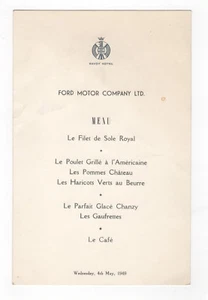 FORD MOTOR COMPANY LTD.
MENU
Le Filet de Sole Royal
Le Poulet Grillé à l'Américaine
Les Pommes Château
Les Haricots Verts au Beurre
Le Parfait Glacé Chantzy
Les Gaufrettes
Le Café
Wednesday, 4th May, 1949